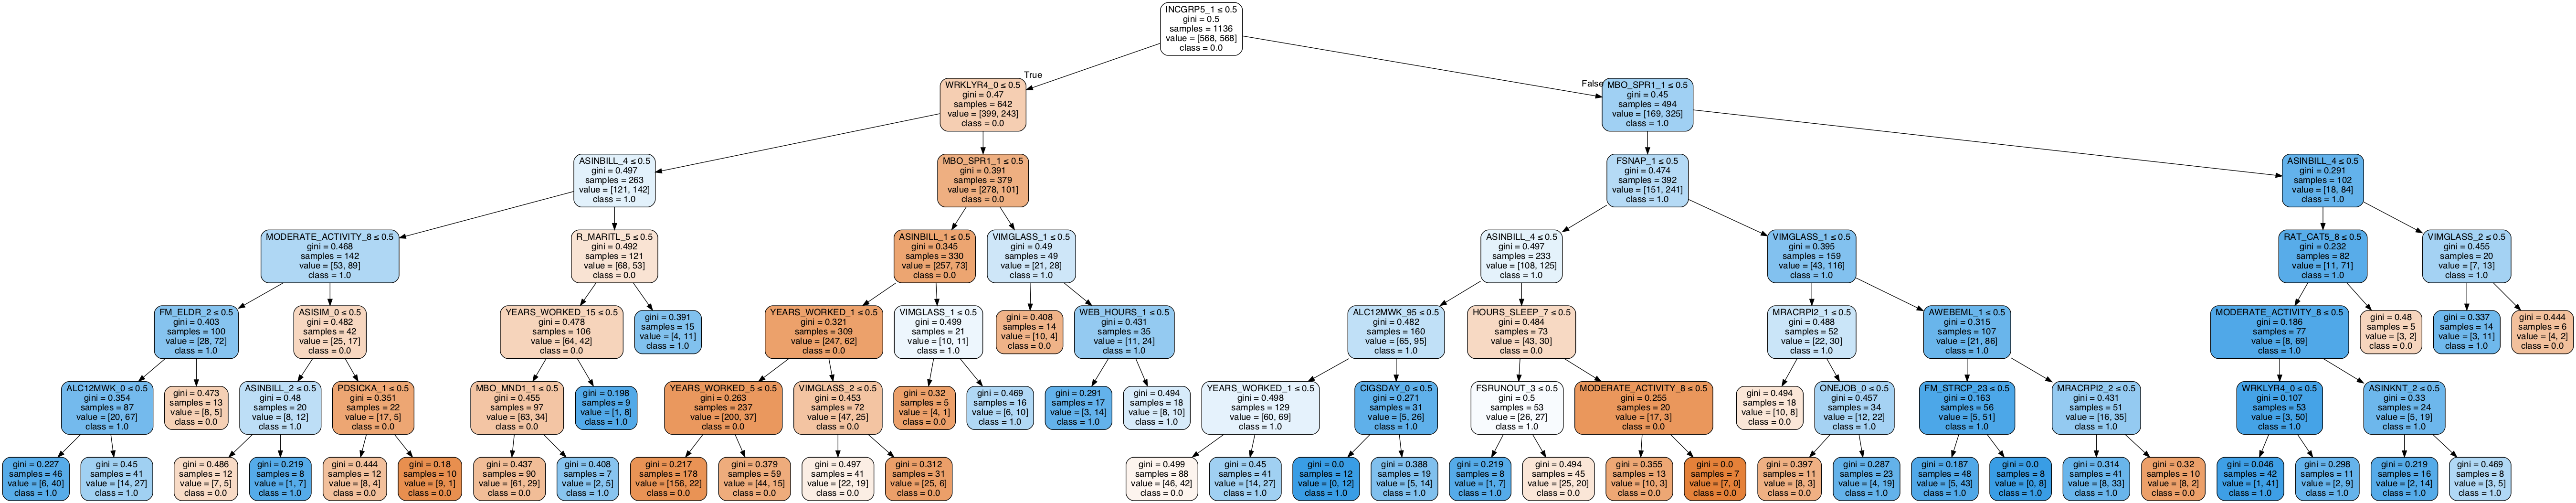 INCGRP5_1 ≤ 0.5
gini = 0.5
samples = 1136
value = [568, 568]
class = 0.0
True
False
WRKLYR4_0 ≤ 0.5
gini = 0.47
samples = 642
value = [399, 243]
class = 0.0
MBO_SPR1_1 ≤ 0.5
gini = 0.45
samples = 494
value = [169, 325]
class = 1.0
ASINBILL_4 ≤ 0.5
gini = 0.497
samples = 263
value = [121, 142]
class = 1.0
MBO_SPR1_1 ≤ 0.5
gini = 0.391
samples = 379
value = [278, 101]
class = 0.0
FSNAP_1 ≤ 0.5
gini = 0.474
samples = 392
value = [151, 241]
class = 1.0
ASINBILL_4 ≤ 0.5
gini = 0.291
samples = 102
value = [18, 84]
class = 1.0
MODERATE_ACTIVITY_8 ≤ 0.5
gini = 0.468
samples = 142
value = [53, 89]
class = 1.0
R_MARITL_5 ≤ 0.5
gini = 0.492
samples = 121
value = [68, 53]
class = 0.0
ASINBILL_1 ≤ 0.5
gini = 0.345
samples = 330
value = [257, 73]
class = 0.0
VIMGLASS_1 ≤ 0.5
gini = 0.49
samples = 49
value = [21, 28]
class = 1.0
ASINBILL_4 ≤ 0.5
gini = 0.497
samples = 233
value = [108, 125]
class = 1.0
VIMGLASS_1 ≤ 0.5
gini = 0.395
samples = 159
value = [43, 116]
class = 1.0
RAT_CAT5_8 ≤ 0.5
gini = 0.232
samples = 82
value = [11, 71]
class = 1.0
VIMGLASS_2 ≤ 0.5
gini = 0.455
samples = 20
value = [7, 13]
class = 1.0
FM_ELDR_2 ≤ 0.5
gini = 0.403
samples = 100
value = [28, 72]
class = 1.0
ASISIM_0 ≤ 0.5
gini = 0.482
samples = 42
value = [25, 17]
class = 0.0
YEARS_WORKED_15 ≤ 0.5
gini = 0.478
samples = 106
value = [64, 42]
class = 0.0
gini = 0.391
samples = 15
value = [4, 11]
class = 1.0
YEARS_WORKED_1 ≤ 0.5
gini = 0.321
samples = 309
value = [247, 62]
class = 0.0
VIMGLASS_1 ≤ 0.5
gini = 0.499
samples = 21
value = [10, 11]
class = 1.0
gini = 0.408
samples = 14
value = [10, 4]
class = 0.0
WEB_HOURS_1 ≤ 0.5
gini = 0.431
samples = 35
value = [11, 24]
class = 1.0
ALC12MWK_95 ≤ 0.5
gini = 0.482
samples = 160
value = [65, 95]
class = 1.0
HOURS_SLEEP_7 ≤ 0.5
gini = 0.484
samples = 73
value = [43, 30]
class = 0.0
MRACRPI2_1 ≤ 0.5
gini = 0.488
samples = 52
value = [22, 30]
class = 1.0
AWEBEML_1 ≤ 0.5
gini = 0.315
samples = 107
value = [21, 86]
class = 1.0
MODERATE_ACTIVITY_8 ≤ 0.5
gini = 0.186
samples = 77
value = [8, 69]
class = 1.0
gini = 0.48
samples = 5
value = [3, 2]
class = 0.0
gini = 0.337
samples = 14
value = [3, 11]
class = 1.0
gini = 0.444
samples = 6
value = [4, 2]
class = 0.0
ALC12MWK_0 ≤ 0.5
gini = 0.354
samples = 87
value = [20, 67]
class = 1.0
gini = 0.473
samples = 13
value = [8, 5]
class = 0.0
ASINBILL_2 ≤ 0.5
gini = 0.48
samples = 20
value = [8, 12]
class = 1.0
PDSICKA_1 ≤ 0.5
gini = 0.351
samples = 22
value = [17, 5]
class = 0.0
MBO_MND1_1 ≤ 0.5
gini = 0.455
samples = 97
value = [63, 34]
class = 0.0
gini = 0.198
samples = 9
value = [1, 8]
class = 1.0
YEARS_WORKED_5 ≤ 0.5
gini = 0.263
samples = 237
value = [200, 37]
class = 0.0
VIMGLASS_2 ≤ 0.5
gini = 0.453
samples = 72
value = [47, 25]
class = 0.0
gini = 0.32
samples = 5
value = [4, 1]
class = 0.0
gini = 0.469
samples = 16
value = [6, 10]
class = 1.0
gini = 0.291
samples = 17
value = [3, 14]
class = 1.0
gini = 0.494
samples = 18
value = [8, 10]
class = 1.0
YEARS_WORKED_1 ≤ 0.5
gini = 0.498
samples = 129
value = [60, 69]
class = 1.0
CIGSDAY_0 ≤ 0.5
gini = 0.271
samples = 31
value = [5, 26]
class = 1.0
FSRUNOUT_3 ≤ 0.5
gini = 0.5
samples = 53
value = [26, 27]
class = 1.0
MODERATE_ACTIVITY_8 ≤ 0.5
gini = 0.255
samples = 20
value = [17, 3]
class = 0.0
gini = 0.494
samples = 18
value = [10, 8]
class = 0.0
ONEJOB_0 ≤ 0.5
gini = 0.457
samples = 34
value = [12, 22]
class = 1.0
FM_STRCP_23 ≤ 0.5
gini = 0.163
samples = 56
value = [5, 51]
class = 1.0
MRACRPI2_2 ≤ 0.5
gini = 0.431
samples = 51
value = [16, 35]
class = 1.0
WRKLYR4_0 ≤ 0.5
gini = 0.107
samples = 53
value = [3, 50]
class = 1.0
ASINKNT_2 ≤ 0.5
gini = 0.33
samples = 24
value = [5, 19]
class = 1.0
gini = 0.227
samples = 46
value = [6, 40]
class = 1.0
gini = 0.45
samples = 41
value = [14, 27]
class = 1.0
gini = 0.486
samples = 12
value = [7, 5]
class = 0.0
gini = 0.219
samples = 8
value = [1, 7]
class = 1.0
gini = 0.444
samples = 12
value = [8, 4]
class = 0.0
gini = 0.18
samples = 10
value = [9, 1]
class = 0.0
gini = 0.437
samples = 90
value = [61, 29]
class = 0.0
gini = 0.408
samples = 7
value = [2, 5]
class = 1.0
gini = 0.217
samples = 178
value = [156, 22]
class = 0.0
gini = 0.379
samples = 59
value = [44, 15]
class = 0.0
gini = 0.497
samples = 41
value = [22, 19]
class = 0.0
gini = 0.312
samples = 31
value = [25, 6]
class = 0.0
gini = 0.499
samples = 88
value = [46, 42]
class = 0.0
gini = 0.45
samples = 41
value = [14, 27]
class = 1.0
gini = 0.0
samples = 12
value = [0, 12]
class = 1.0
gini = 0.388
samples = 19
value = [5, 14]
class = 1.0
gini = 0.219
samples = 8
value = [1, 7]
class = 1.0
gini = 0.494
samples = 45
value = [25, 20]
class = 0.0
gini = 0.355
samples = 13
value = [10, 3]
class = 0.0
gini = 0.0
samples = 7
value = [7, 0]
class = 0.0
gini = 0.397
samples = 11
value = [8, 3]
class = 0.0
gini = 0.287
samples = 23
value = [4, 19]
class = 1.0
gini = 0.187
samples = 48
value = [5, 43]
class = 1.0
gini = 0.0
samples = 8
value = [0, 8]
class = 1.0
gini = 0.314
samples = 41
value = [8, 33]
class = 1.0
gini = 0.32
samples = 10
value = [8, 2]
class = 0.0
gini = 0.046
samples = 42
value = [1, 41]
class = 1.0
gini = 0.298
samples = 11
value = [2, 9]
class = 1.0
gini = 0.219
samples = 16
value = [2, 14]
class = 1.0
gini = 0.469
samples = 8
value = [3, 5]
class = 1.0